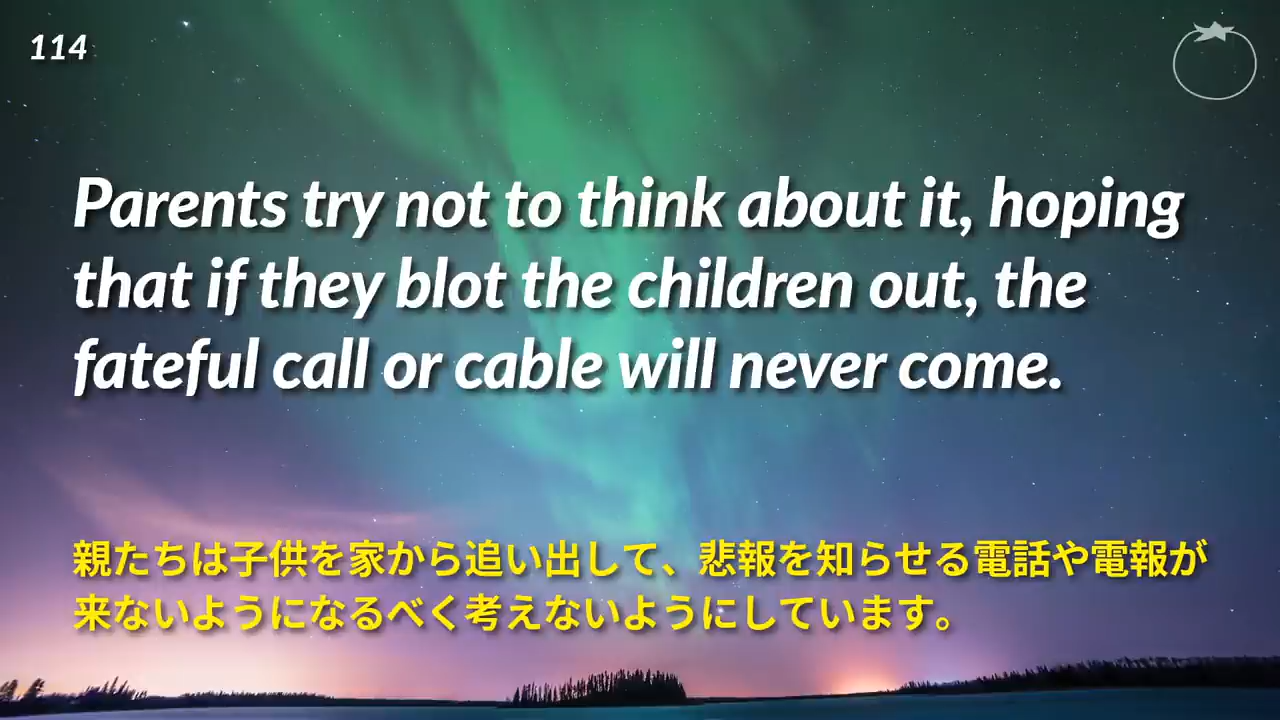 114
Parents try not to think about it, hoping
that if they blot the children out, the
fateful call or cable will never come.
親たちは子供を家から追い出して、悲報を知らせる電話や電報が
来ないようになるべく考えないようにしています。